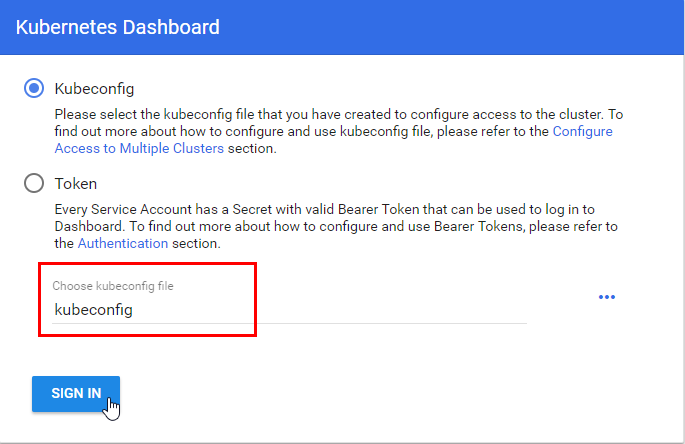 Kubernetes Dashboard
Kubeconfig
Please select the kubeconfig file that you have created to configure access to the cluster. To
find out more about how to configure and use kubeconfig file, please refer to the Configure
Access to Multiple Clusters section.
Token
Every Service Account has a Secret with valid Bearer Token that can be used to log in to
Dashboard. To find out more about how to configure and use Bearer Tokens, please refer to
the Authentication section.
Choose kubeconfig file
kubeconfig
SIGN IN